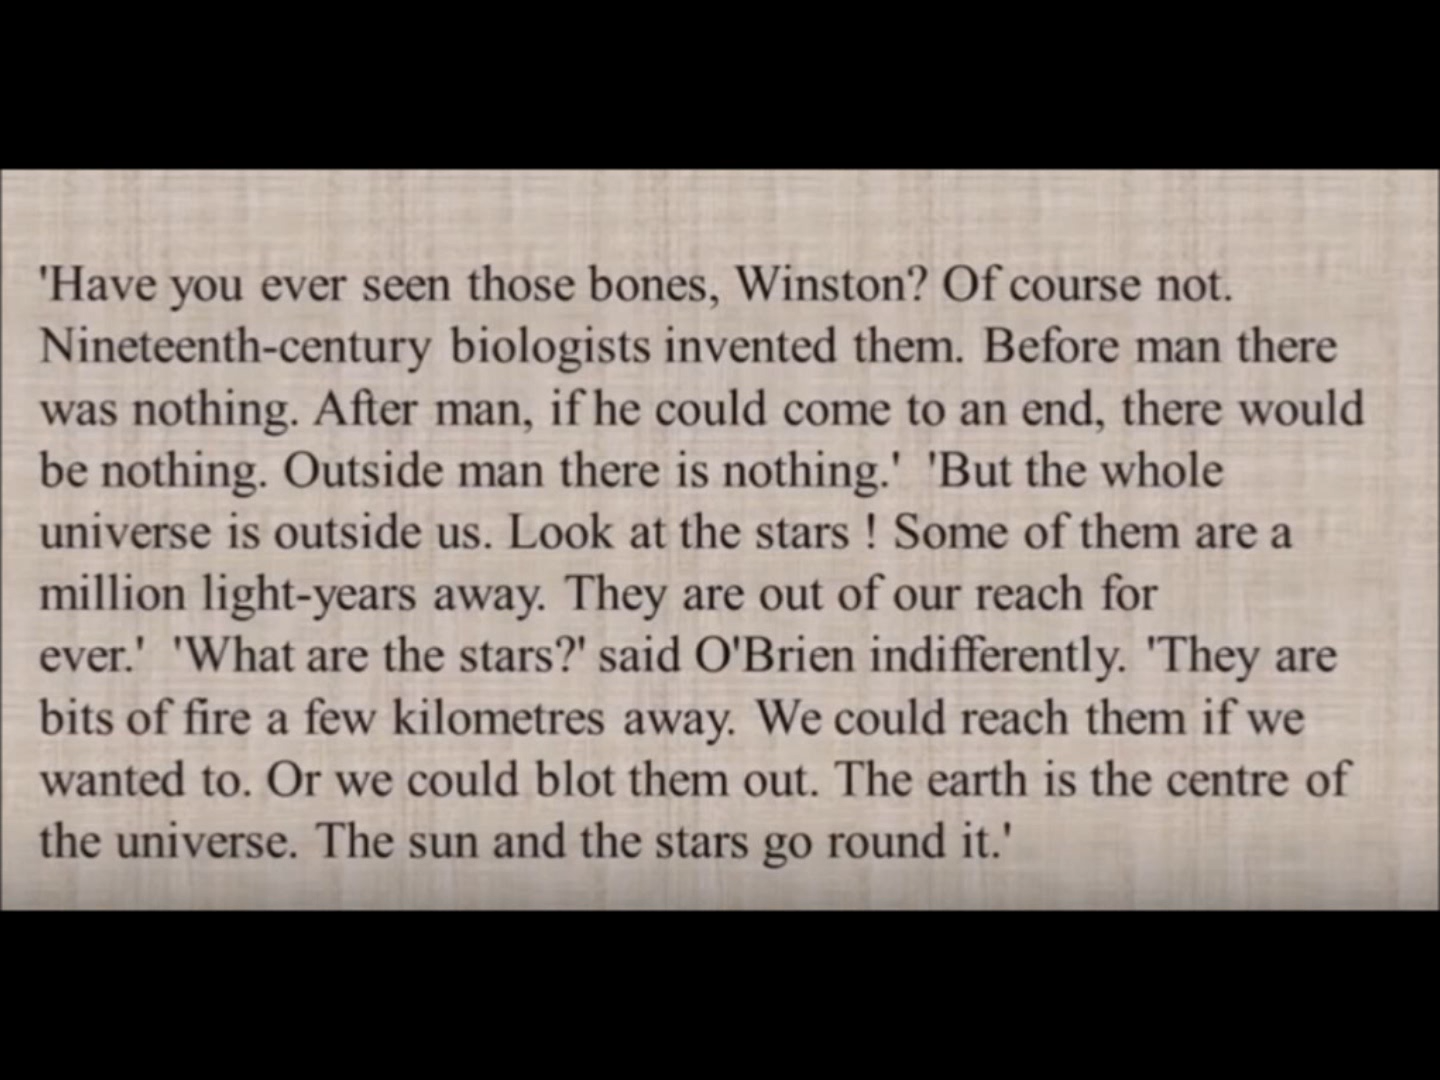 'Have you ever seen those bones, Winston? Of course not.
Nineteenth-century biologists invented them. Before man there
was nothing. After man, if he could come to an end, there would
be nothing. Outside man there is nothing.' 'But the whole
universe is outside us. Look at the stars ! Some of them are a
million light-years away. They are out of our reach for
ever.' 'What are the stars?' said O'Brien indifferently. 'They are
bits of fire a few kilometres away. We could reach them if we
wanted to. Or we could blot them out. The earth is the centre of
the universe. The sun and the stars go round it.'